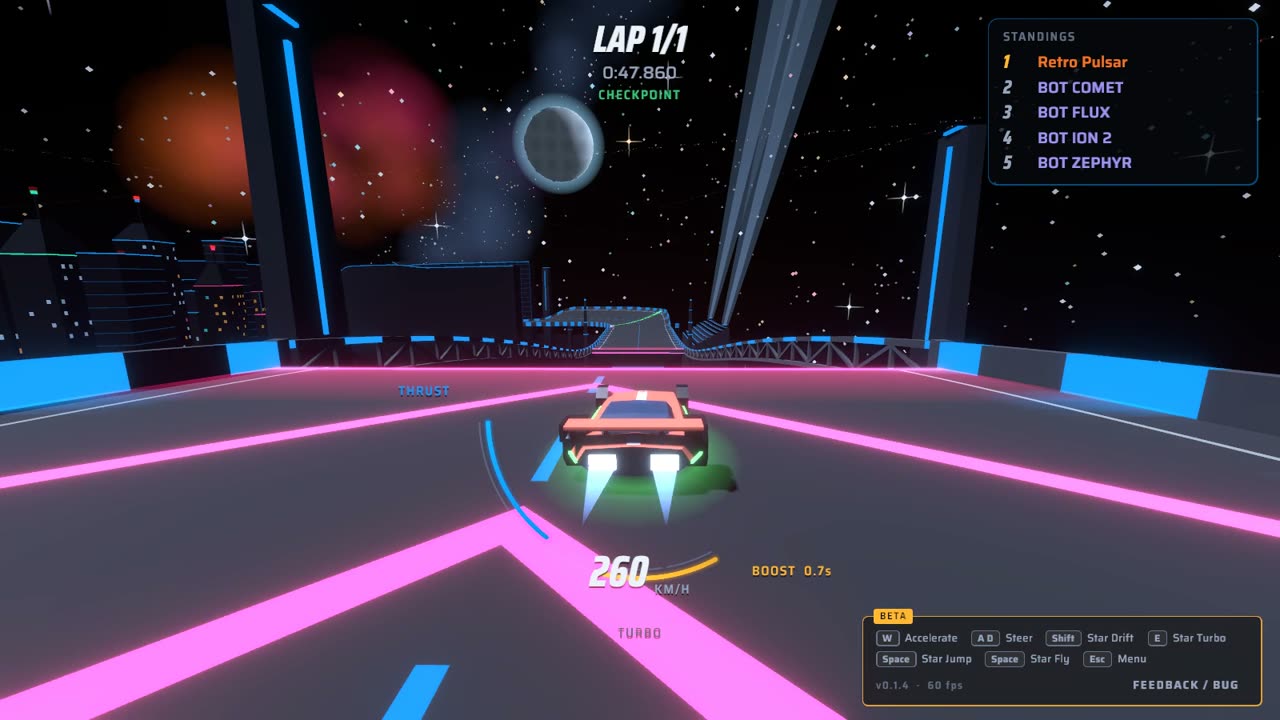 LAP 1/1
0:47.860
CHECKPOINT
STANDINGS
1 Retro Pulsar
2 BOT COMET
3 BOT FLUX
4 BOT ION 2
5 BOT ZEPHYR
THRUST
260 KM/H
BOOST 0.7s
TURBO
BETA
W Accelerate A D Steer Shift Star Drift E Star Turbo
Space Star Jump Space Star Fly Esc Menu
v0.1.4 · 60 fps FEEDBACK / BUG